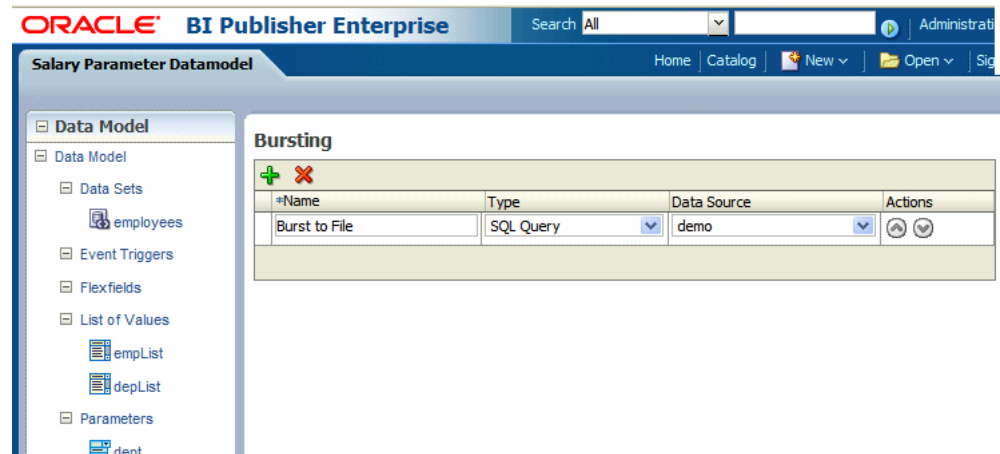 ORACLE BI Publisher Enterprise Search All Administrati
Salary Parameter Datamodel Home Catalog New Open Sig
Data Model
Data Model
Data Sets
employees
Event Triggers
Flexfields
List of Values
empList
depList
Parameters
dept
Bursting
*Name Type Data Source Actions
Burst to File SQL Query demo